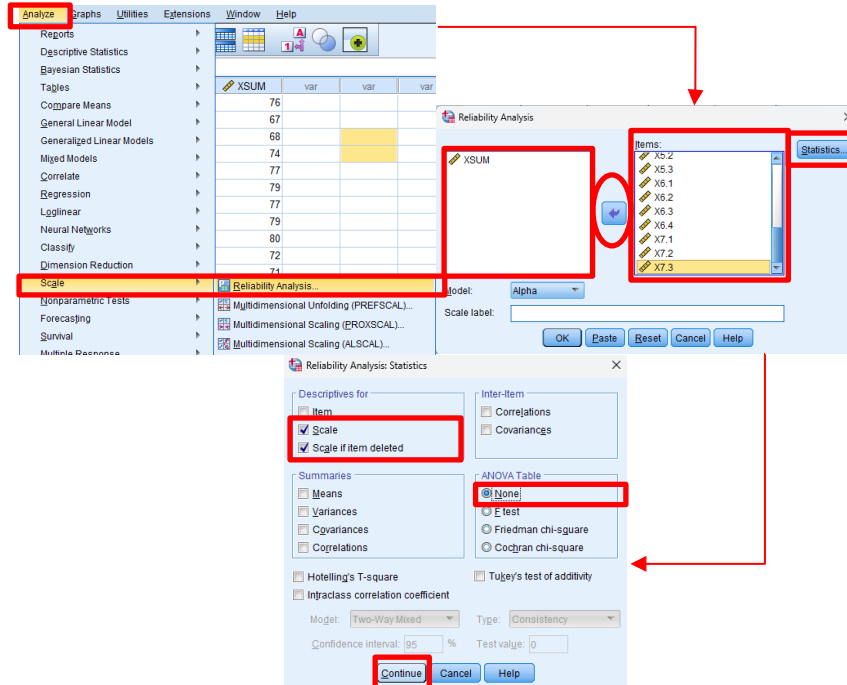 Analyze Graphs Utilities Extensions Window Help
Reports
Descriptive Statistics
Bayesian Statistics
Tables
Compare Means
General Linear Model
Generalized Linear Models
Mixed Models
Correlate
Regression
Loglinear
Neural Networks
Classify
Dimension Reduction
Scale
Nonparametric Tests
Forecasting
Survival
Multiple Response
A
1
XSUM var var var
76
67
68
74
77
79
77
79
80
72
71
Reliability Analysis...
Multidimensional Unfolding (PREFSCAL)...
Multidimensional Scaling (PROXSCAL)...
Multidimensional Scaling (ALSCAL)...
Reliability Analysis
XSUM
Items:
X5.2
X5.3
X6.1
X6.2
X6.3
X6.4
X7.1
X7.2
X7.3
Statistics...
Model: Alpha
Scale label:
OK Paste Reset Cancel Help
Reliability Analysis: Statistics
Descriptives for
Item
Scale
Scale if item deleted
Inter-Item
Correlations
Covariances
Summaries
Means
Variances
Covariances
Correlations
ANOVA Table
None
F test
Friedman chi-square
Cochran chi-square
Hotelling's T-square Tukey's test of additivity
Intraclass correlation coefficient
Model: Two-Way Mixed Type: Consistency
Confidence interval: 95 % Test value: 0
Continue Cancel Help